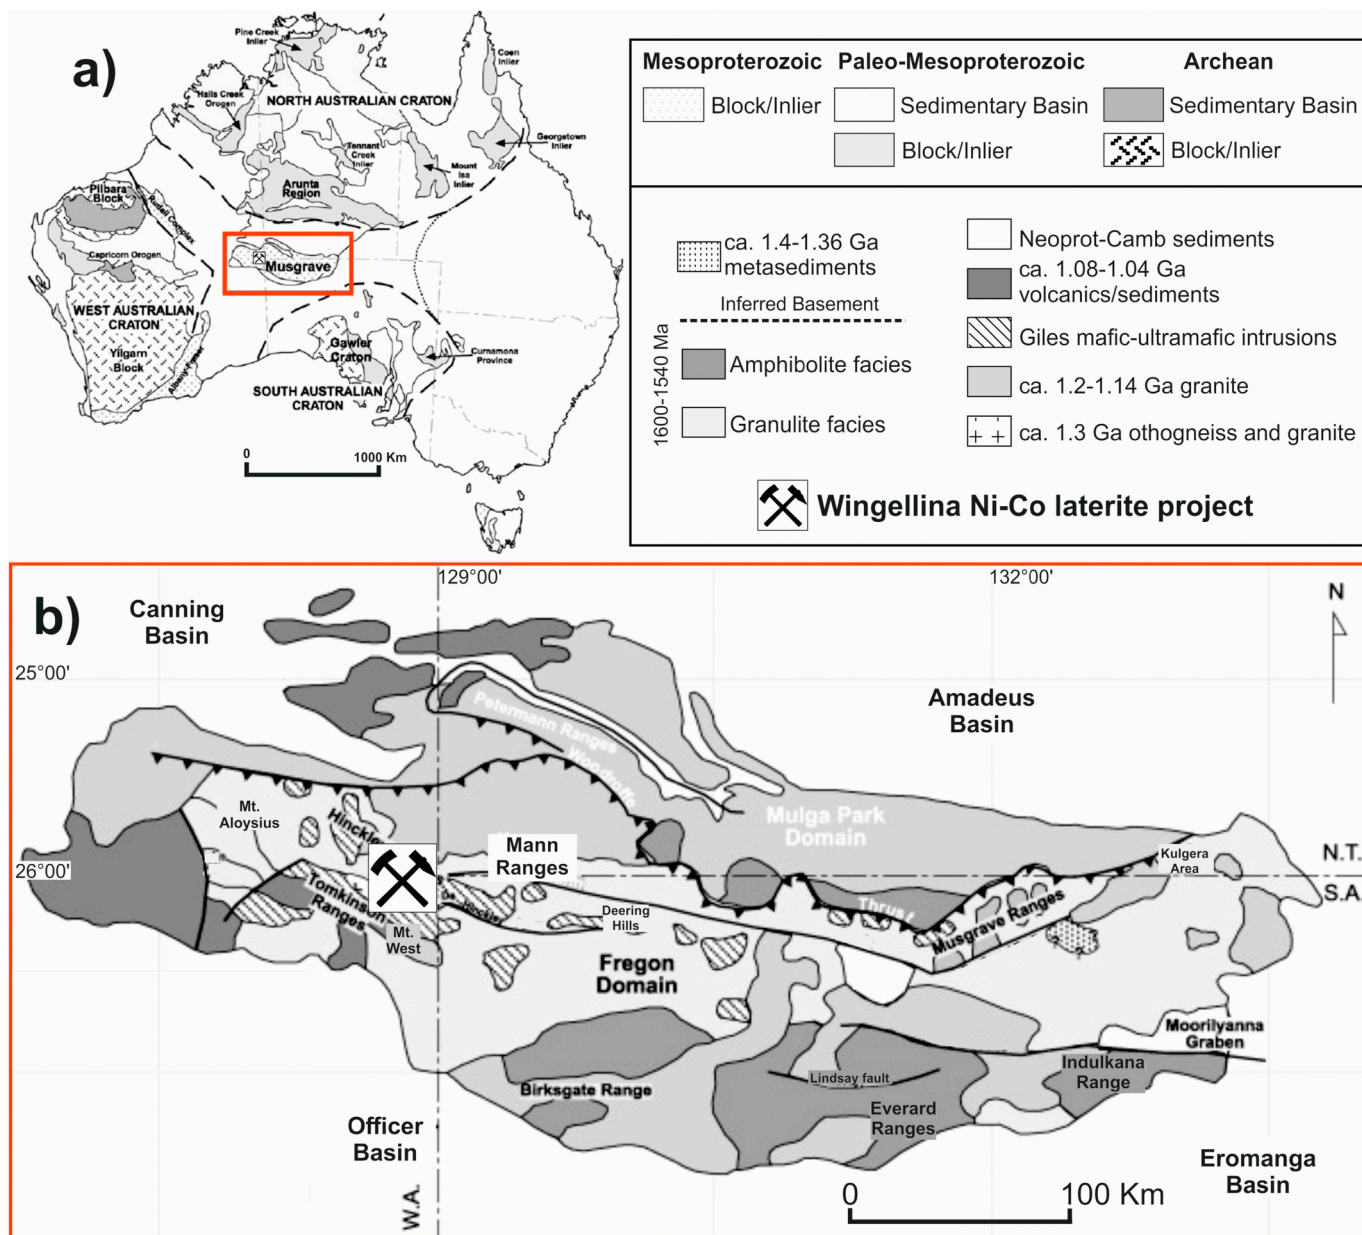 a)
Pine Creek
Inlier
Coen
Inlier
Halls Creek
Orogen
NORTH AUSTRALIAN CRATON
Georgetown
Inlier
Tennant
Creek
Inlier
Mount
Isa
Inlier
Arunta
Region
Pilbara
Block
Rudall Complex
Capricorn Orogen
Musgrave
WEST AUSTRALIAN
CRATON
Yilgarn
Block
Albany-Fraser
Gawler
Craton
Curnamona
Province
SOUTH AUSTRALIAN
CRATON
0
1000 Km
Mesoproterozoic
Paleo-Mesoproterozoic
Archean
Block/Inlier
Sedimentary Basin
Sedimentary Basin
Block/Inlier
Block/Inlier
ca. 1.4-1.36 Ga
metasediments
Inferred Basement
1600-1540 Ma
Amphibolite facies
Granulite facies
Neoprot-Camb sediments
ca. 1.08-1.04 Ga
volcanics/sediments
Giles mafic-ultramafic intrusions
ca. 1.2-1.14 Ga granite
ca. 1.3 Ga othogneiss and granite
Wingellina Ni-Co laterite project
b)
129°00'
132°00'
N
Canning
Basin
25°00'
Amadeus
Basin
Petermann Ranges
Woodroffe
Mt.
Aloysius
Hinckle
Mulga Park
Domain
Mann
Ranges
26°00'
N.T.
S.A.
Kulgera
Area
Tomkinson
Ranges
Mt.
West
Deering
Hills
Thrust
Musgrave Ranges
Fregon
Domain
Moorilyanna
Graben
Birksgate Range
Lindsay fault
Indulkana
Range
Everard
Ranges
Officer
Basin
W.A.
Eromanga
Basin
0
100 Km